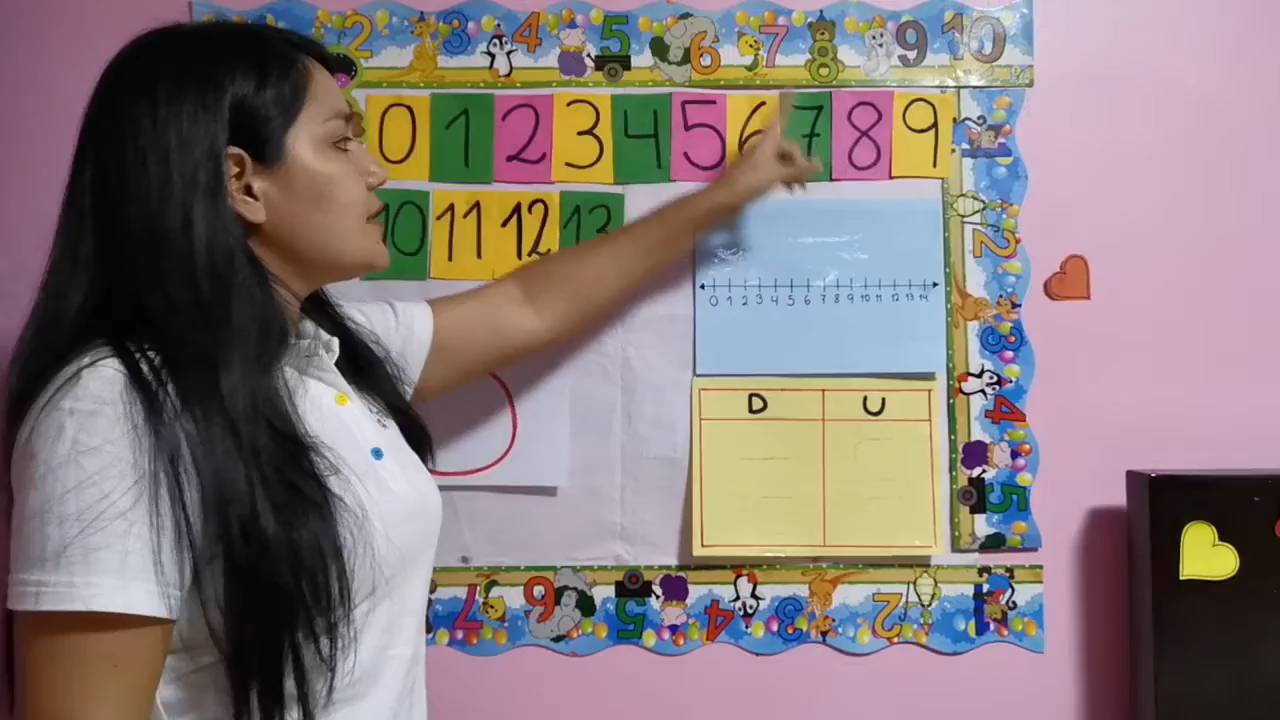 2 3 4 5 6 7 8 9 10
0 1 2 3 4 5 6 7 8 9
10 11 12 13
0 1 2 3 4 5 6 7 8 9 10 11 12 13 14
D U
2
3
4
5
7 6 5 4 3 2 1